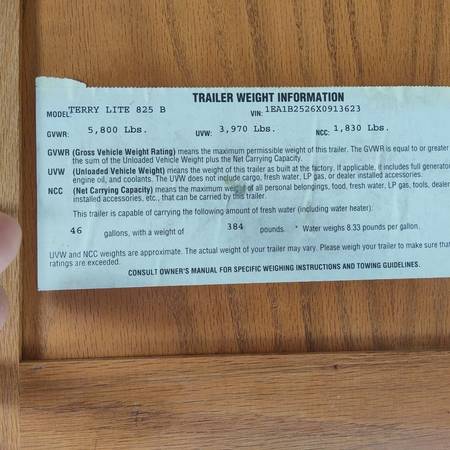 TRAILER WEIGHT INFORMATION
MODEL: TERRY LITE 825 B VIN: 1EA1B2526X0913623
GVWR: 5,800 Lbs. UVW: 3,970 Lbs. NCC: 1,830 Lbs.
GVWR (Gross Vehicle Weight Rating) means the maximum permissible weight of this trailer. The GVWR is equal to or greater
the sum of the Unloaded Vehicle Weight plus the Net Carrying Capacity.
UVW (Unloaded Vehicle Weight) means the weight of this trailer as built at the factory. If applicable, it includes full generator
engine oil, and coolants. The UVW does not include cargo, fresh water, LP gas, or dealer installed accessories.
NCC (Net Carrying Capacity) means the maximum weight of all personal belongings, food, fresh water, LP gas, tools, dealer
installed accessories, etc., that can be carried by this trailer.
This trailer is capable of carrying the following amount of fresh water (including water heater):
46 gallons, with a weight of 384 pounds. * Water weighs 8.33 pounds per gallon.
UVW and NCC weights are approximate. The actual weight of your trailer may vary. Please weigh your trailer to make sure that
ratings are exceeded.
CONSULT OWNER'S MANUAL FOR SPECIFIC WEIGHING INSTRUCTIONS AND TOWING GUIDELINES.